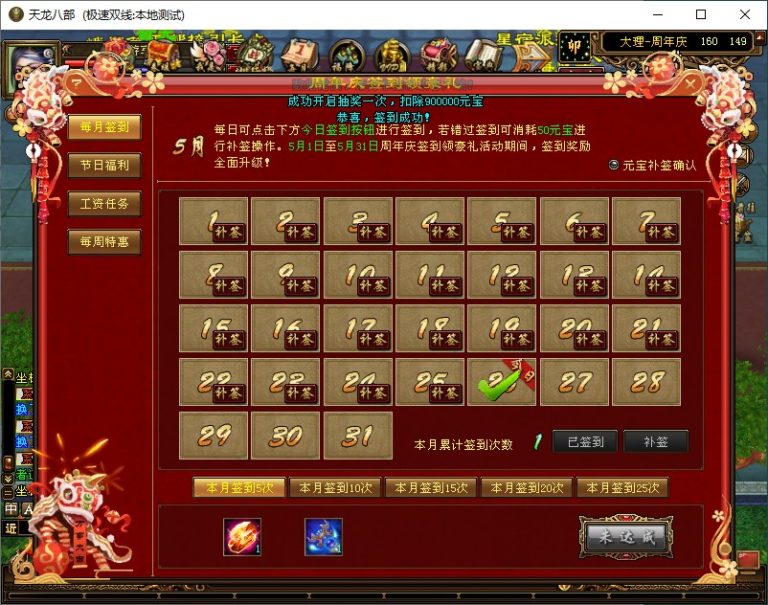 天龙八部 (极速双线:本地测试)
大理-周年庆 160 149
卯
周年庆签到领豪礼
成功开启抽奖一次，扣除900000元宝
恭喜，签到成功！
每月签到
节日福利
工资任务
每周特惠
5月
每日可点击下方今日签到按钮进行签到，若错过签到可消耗50元宝进
行补签操作。5月1日至5月31日周年庆签到领豪礼活动期间，签到奖励
全面升级！
元宝补签确认
1 补签 2 补签 3 补签 4 补签 5 补签 6 补签 7 补签
8 补签 9 补签 10 补签 11 补签 12 补签 13 补签 14 补签
15 补签 16 补签 17 补签 18 补签 19 补签 20 补签 21 补签
22 补签 23 补签 24 补签 25 补签 26 今日 27 28
29 30 31
本月累计签到次数 1 已签到 补签
本月签到5次 本月签到10次 本月签到15次 本月签到20次 本月签到25次
1 1
未达成